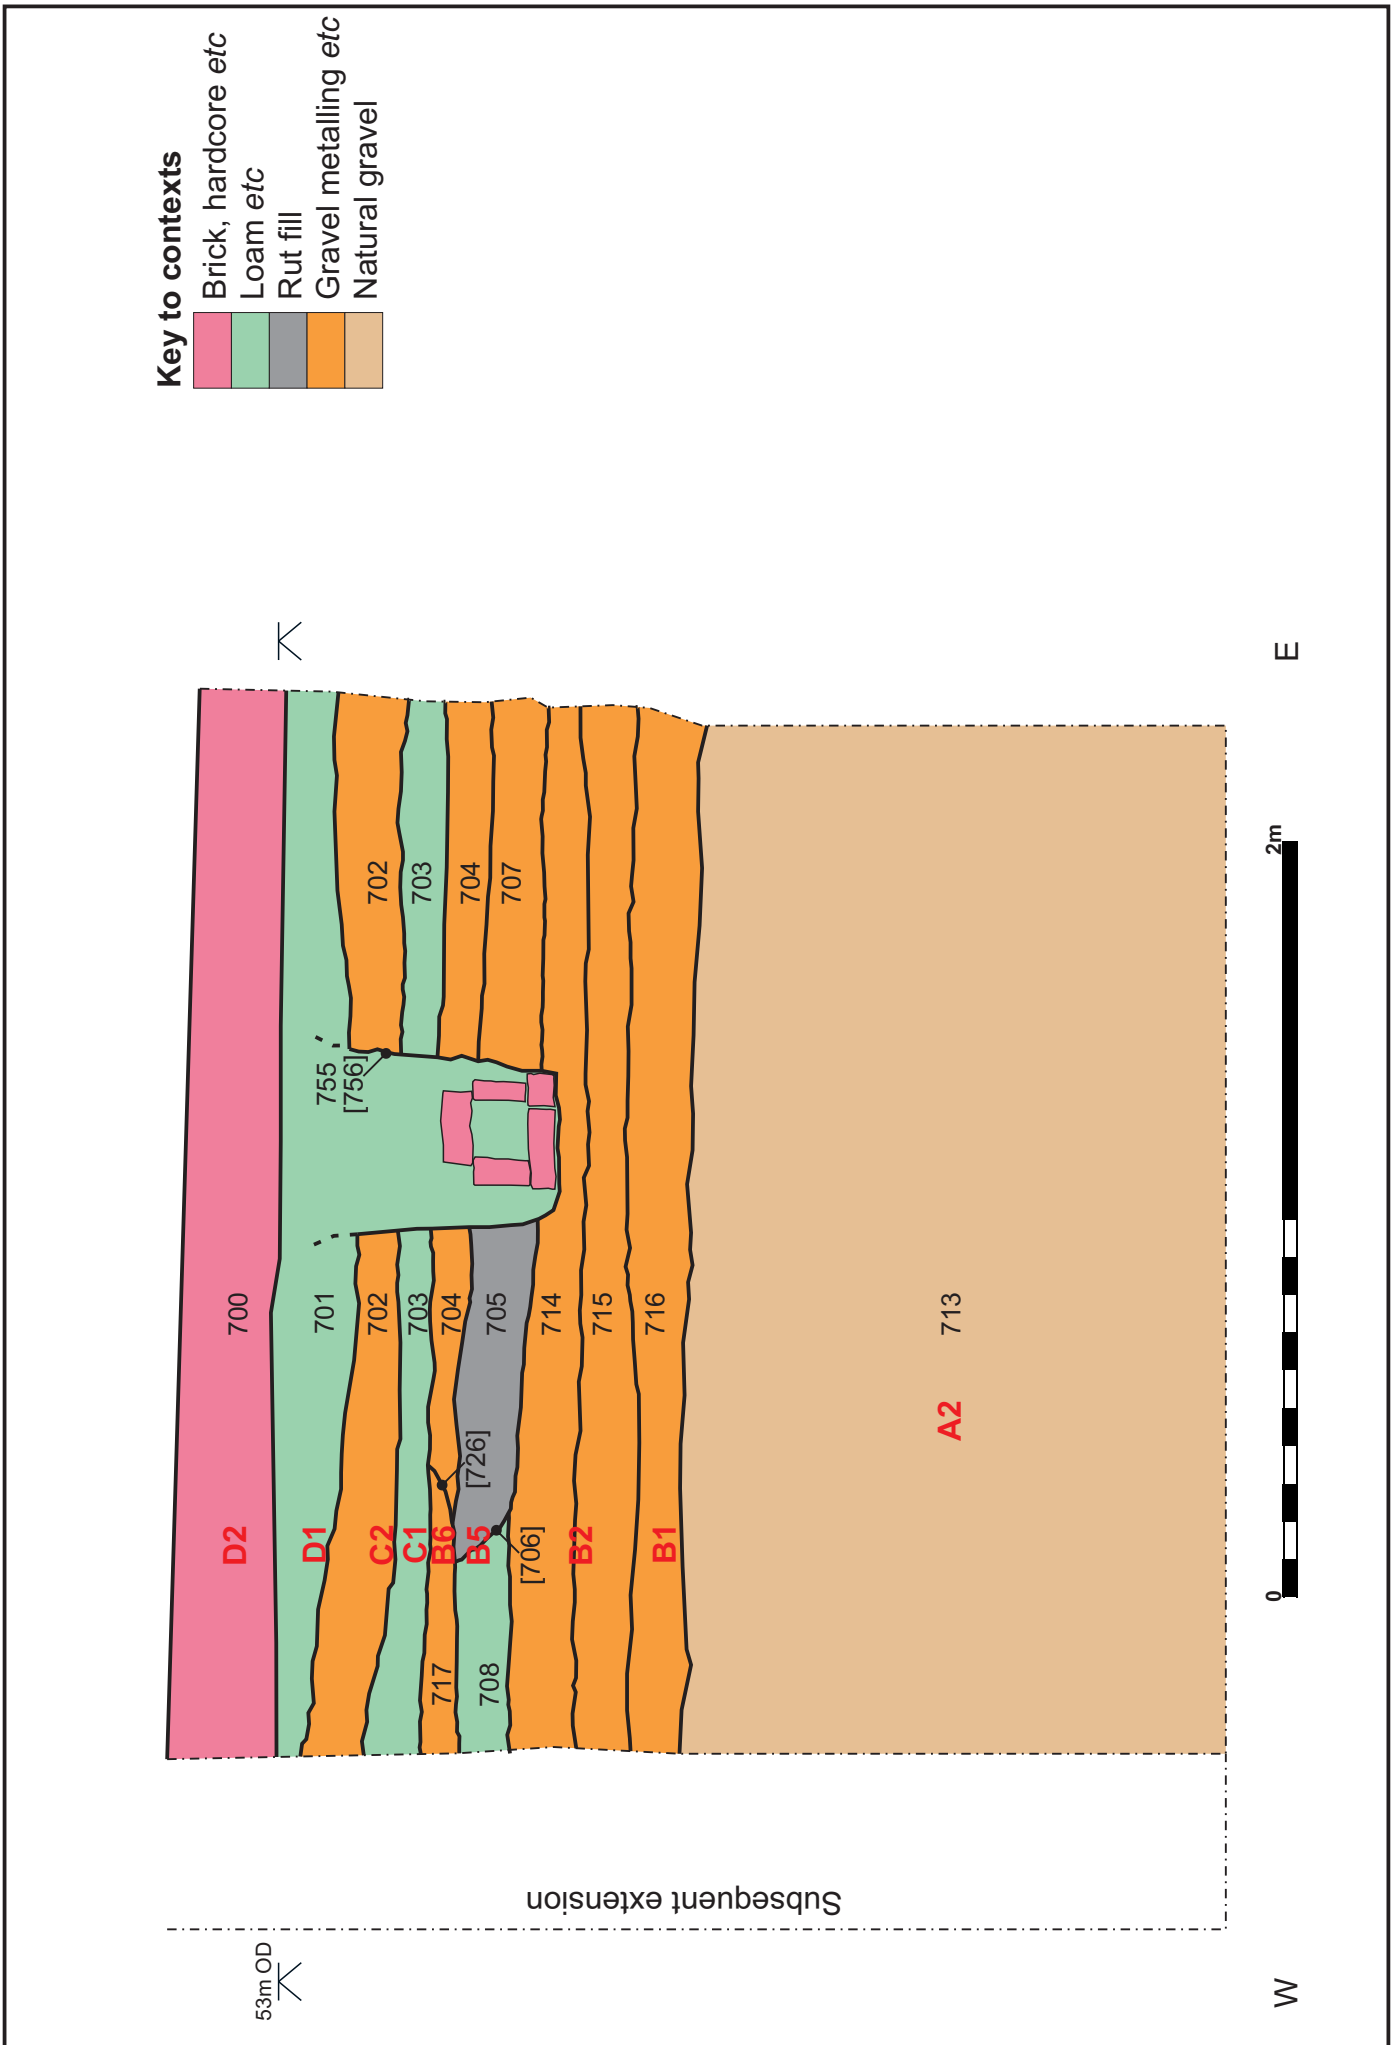 Key to contexts
Brick, hardcore etc
Loam etc
Rut fill
Gravel metalling etc
Natural gravel
53m OD
700
701
755
[756]
702
702
703
703
704
704
707
705
[726]
[706]
717
708
714
715
716
713
D2
D1
C2
C1
B6
B5
B2
B1
A2
Subsequent extension
0
2m
W
E